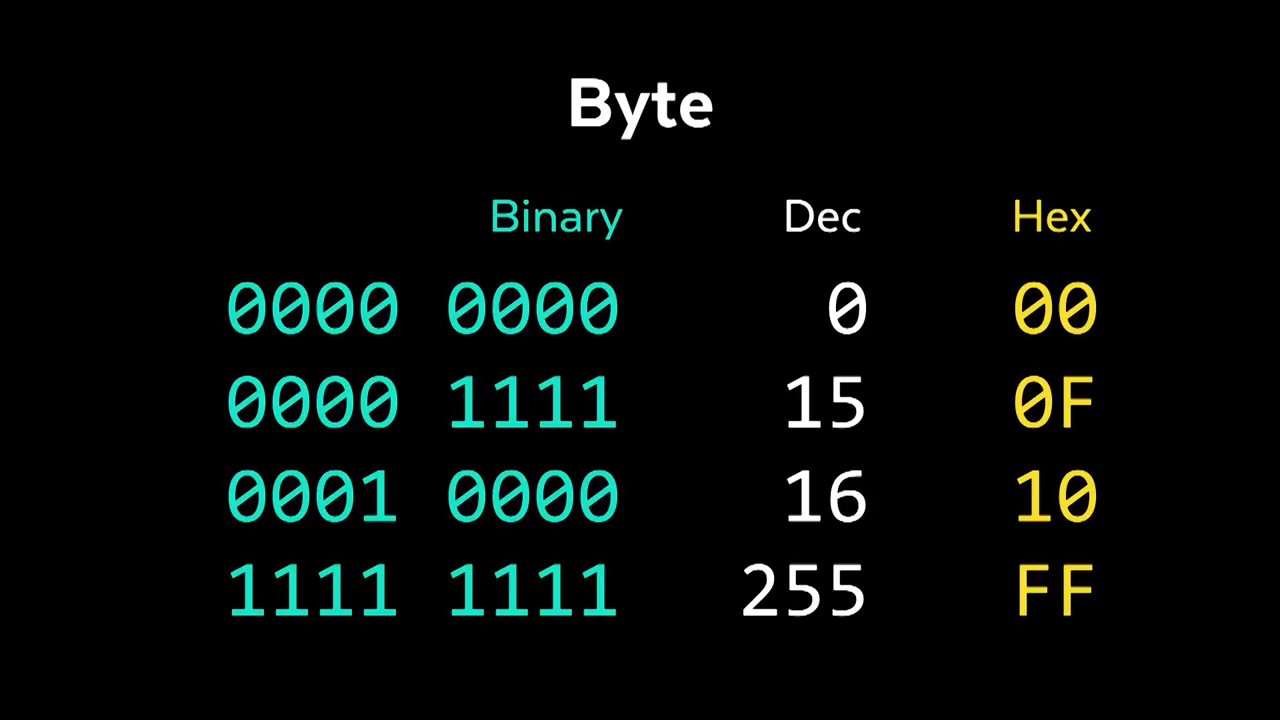 Byte
Binary Dec Hex
0000 0000 0 00
0000 1111 15 0F
0001 0000 16 10
1111 1111 255 FF